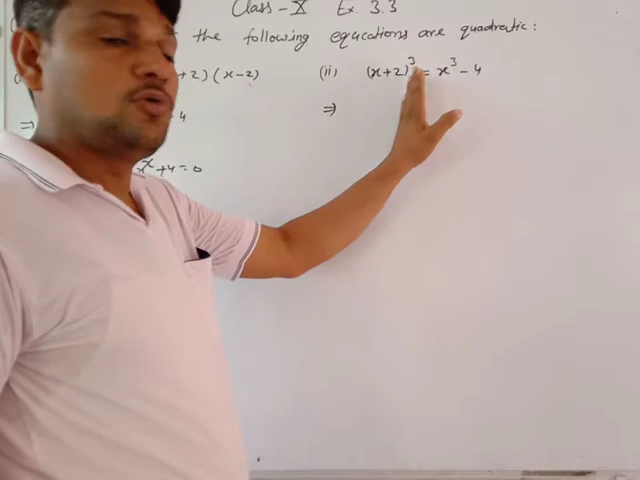 Class-X Ex. 3.3
the following equations are quadratic:
+2)(x-2) (ii) (x+2)³ = x³-4
⇒ 4 ⇒
x+4=0